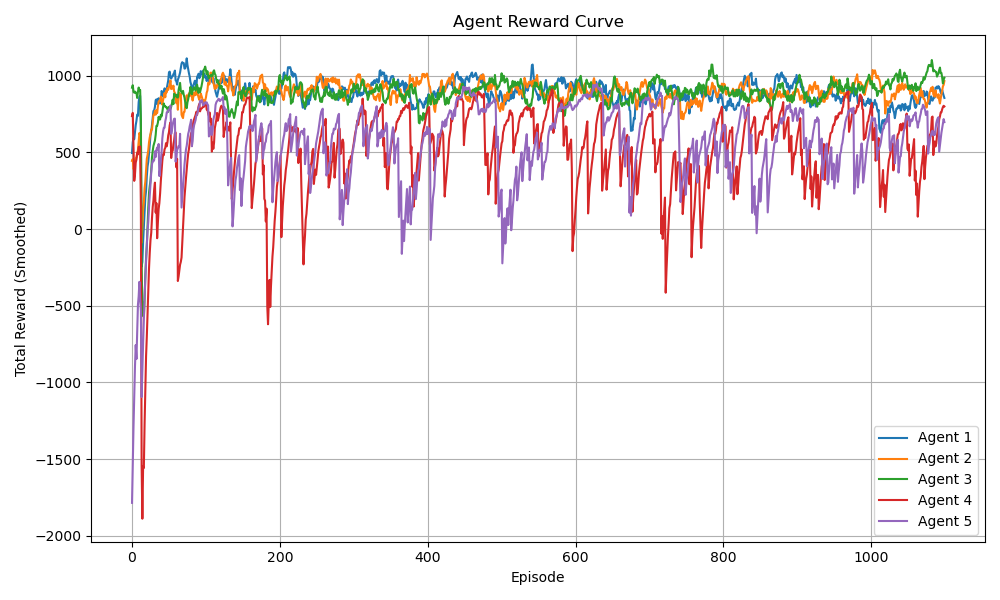 Agent Reward Curve
Total Reward (Smoothed)
1000
500
0
−500
−1000
−1500
−2000
0 200 400 600 800 1000
Episode
Agent 1
Agent 2
Agent 3
Agent 4
Agent 5